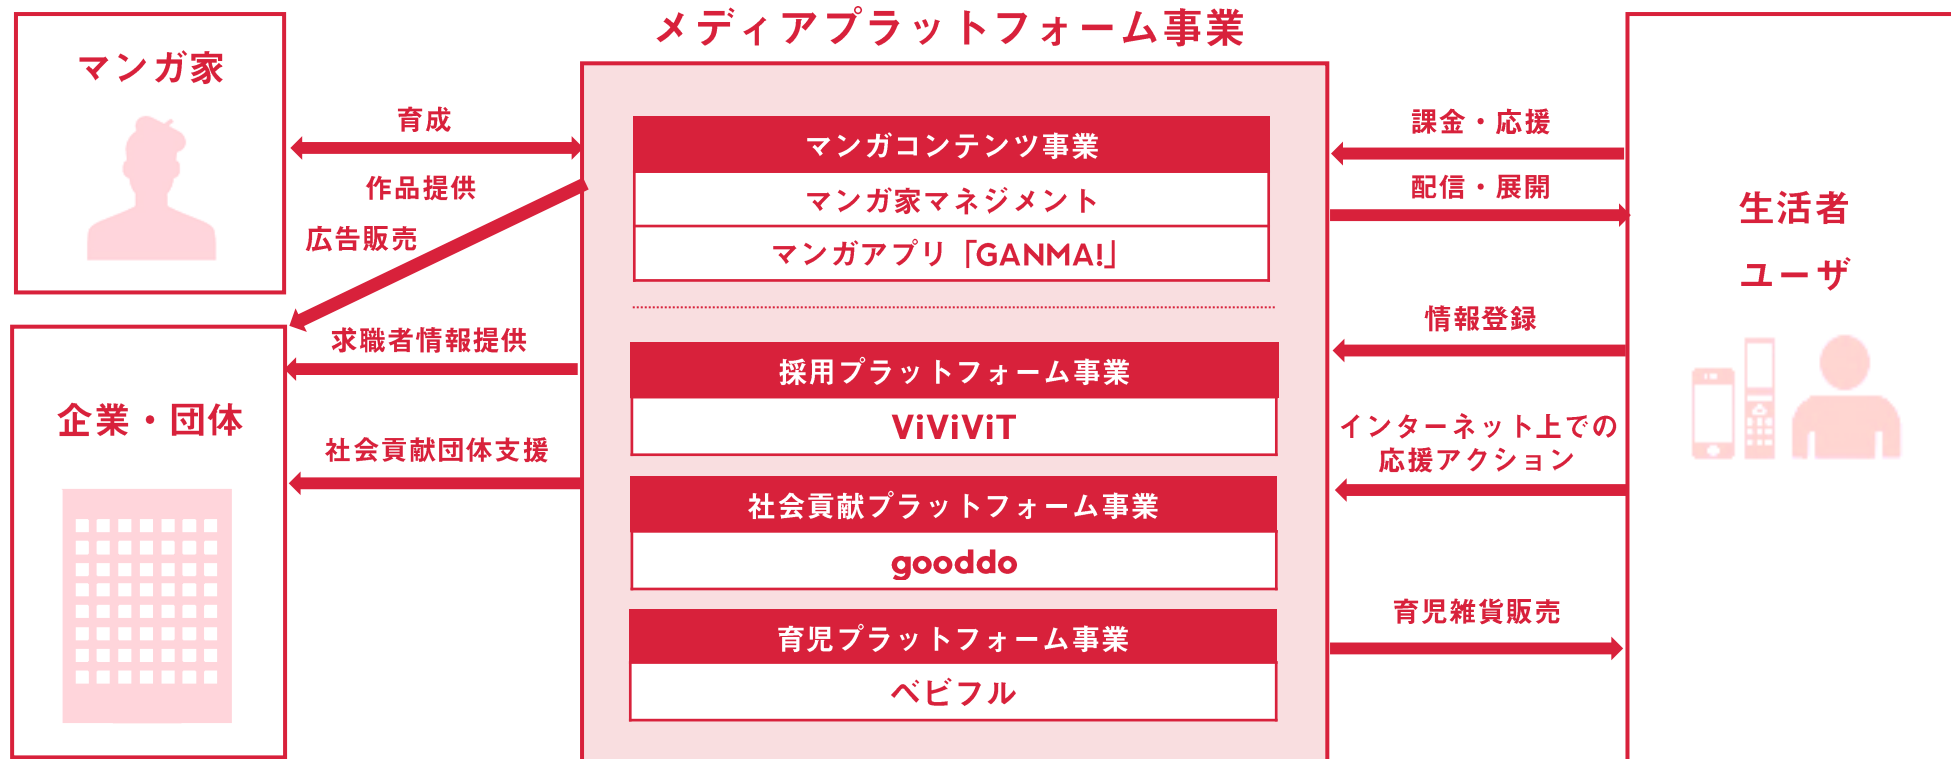 メディアプラットフォーム事業
マンガ家
育成
作品提供
広告販売
企業・団体
求職者情報提供
社会貢献団体支援
マンガコンテンツ事業
マンガ家マネジメント
マンガアプリ「GANMA!」
採用プラットフォーム事業
ViViViT
社会貢献プラットフォーム事業
gooddo
育児プラットフォーム事業
ベビフル
課金・応援
配信・展開
情報登録
インターネット上での
応援アクション
育児雑貨販売
生活者
ユーザ